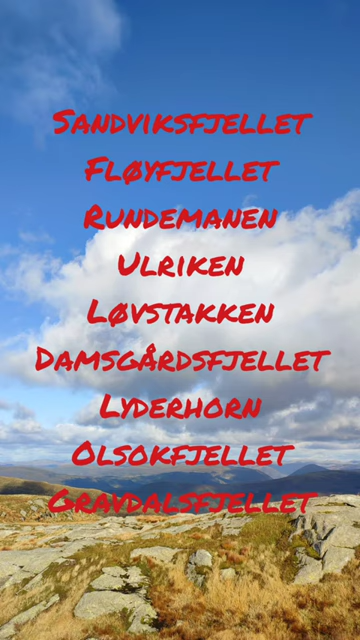 Sandviksfjellet
Fløyfjellet
Rundemanen
Ulriken
Løvstakken
Damsgårdsfjellet
Lyderhorn
Olsokfjellet
Gravdalsfjellet